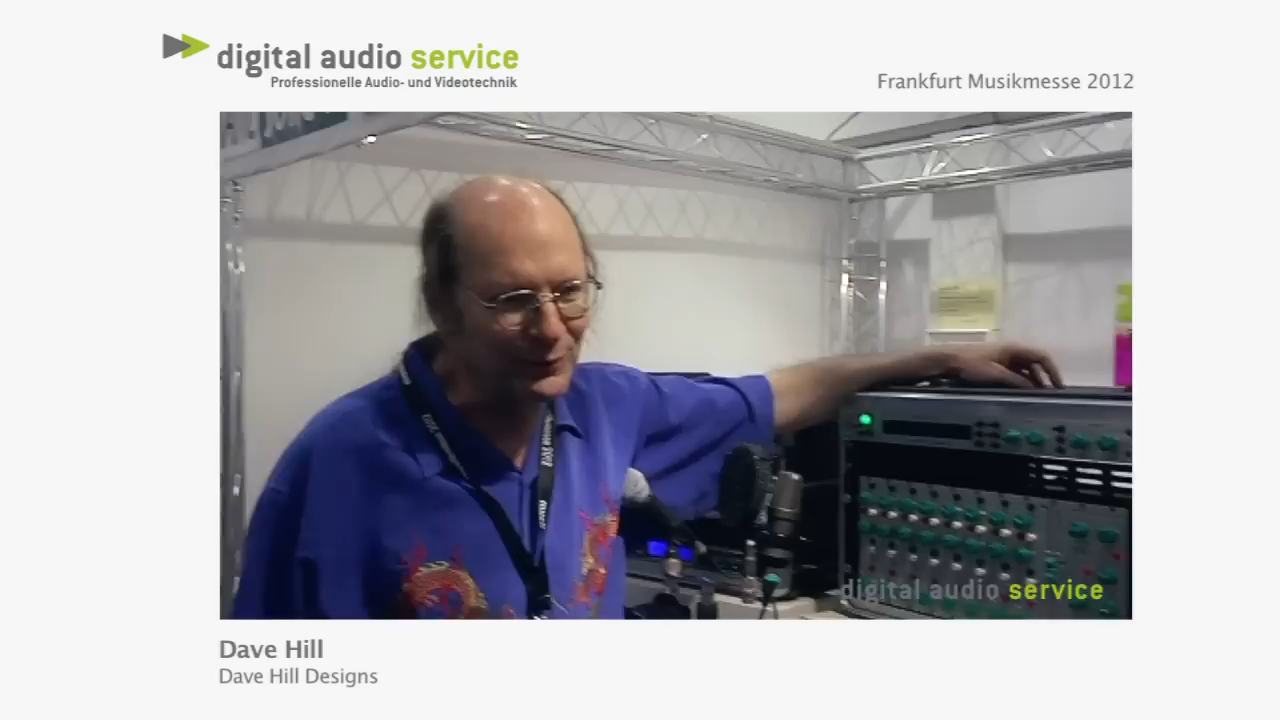 digital audio service
Professionelle Audio- und Videotechnik
Frankfurt Musikmesse 2012
digital audio service
Dave Hill
Dave Hill Designs